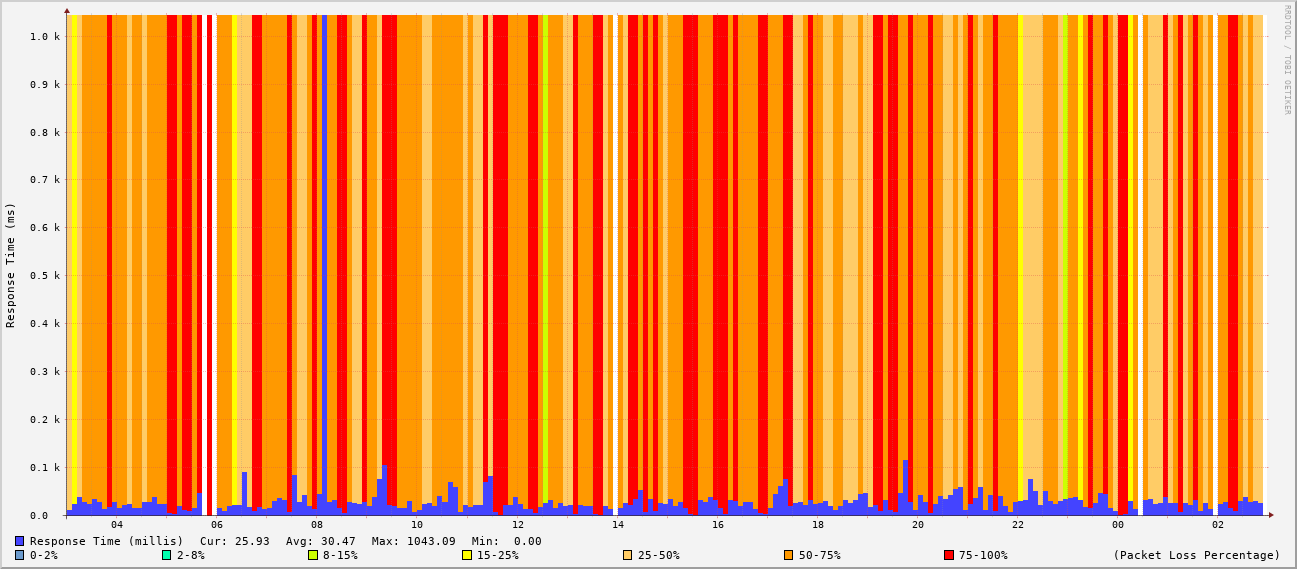 RRDTOOL / TOBI OETIKER
Response Time (ms)
1.0 k
0.9 k
0.8 k
0.7 k
0.6 k
0.5 k
0.4 k
0.3 k
0.2 k
0.1 k
0.0
04 06 08 10 12 14 16 18 20 22 00 02
Response Time (millis) Cur: 25.93 Avg: 30.47 Max: 1043.09 Min: 0.00
0-2% 2-8% 8-15% 15-25% 25-50% 50-75% 75-100% (Packet Loss Percentage)